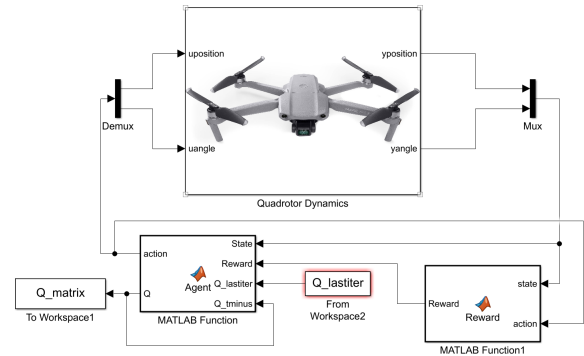 uposition
yposition
Demux
Mux
uangle
yangle
Quadrotor Dynamics
action
State
Reward
Agent
Q_lastiter
Q
Q_tminus
MATLAB Function
Q_matrix
To Workspace1
Q_lastiter
From
Workspace2
state
Reward
Reward
action
MATLAB Function1